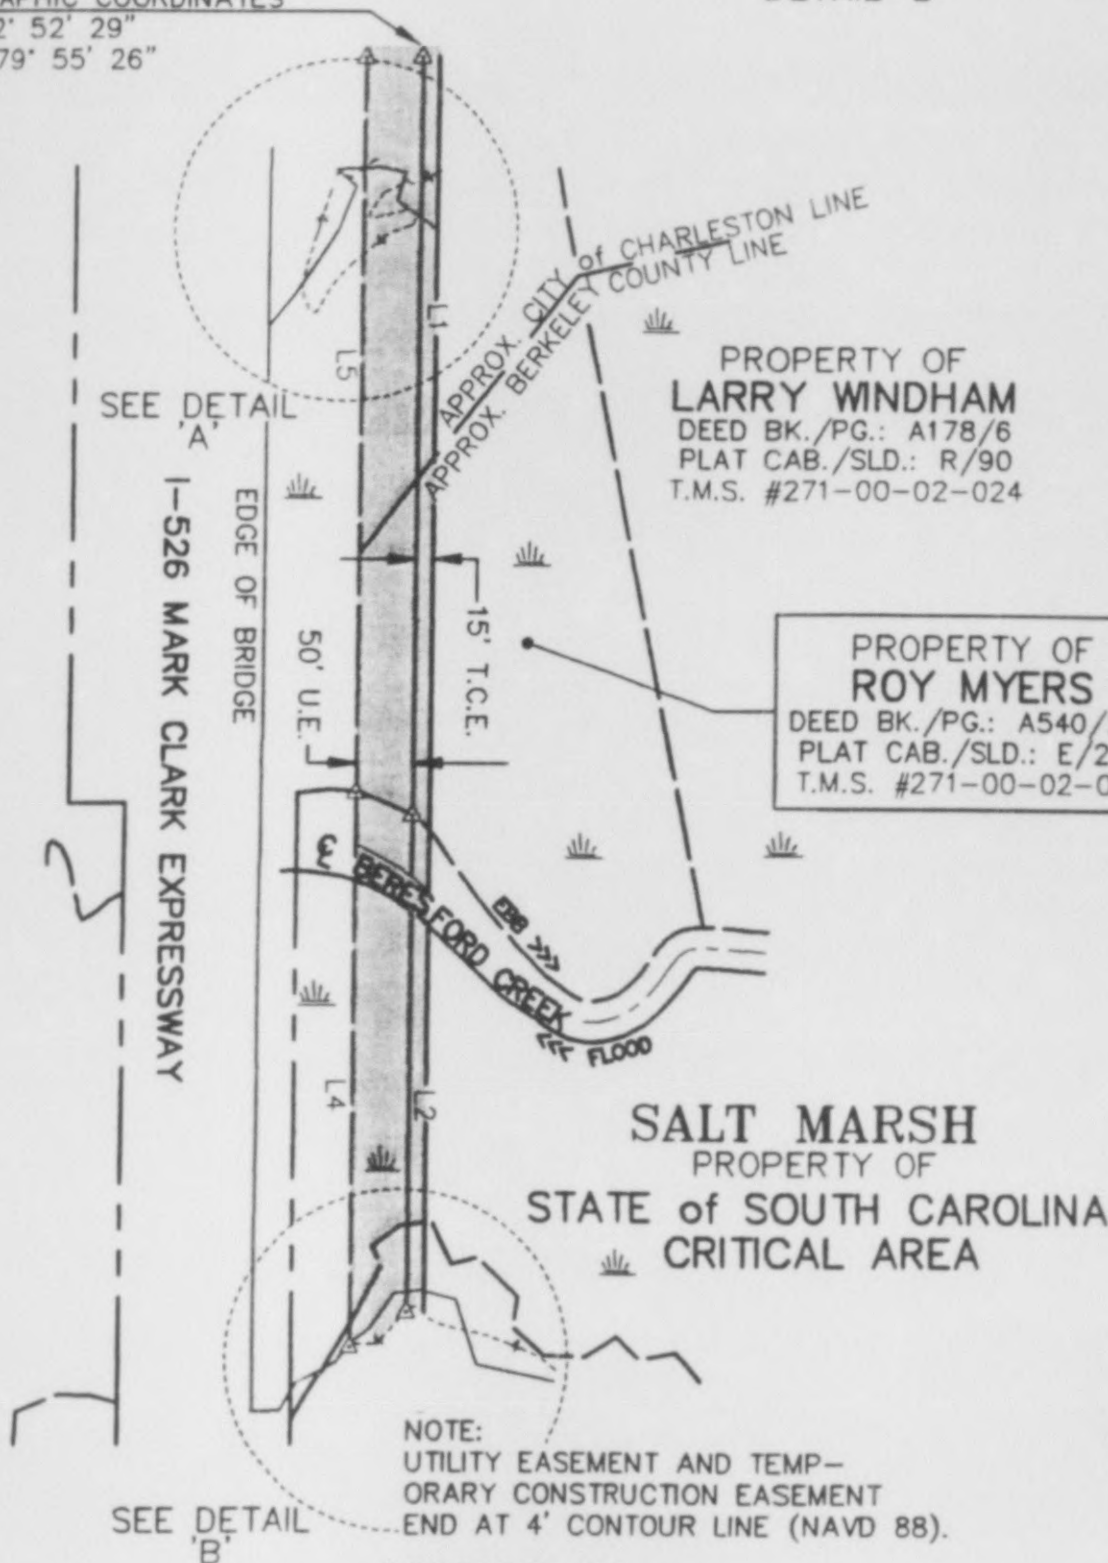 COORDINATES
2° 52' 29"
79° 55' 26"
SEE DETAIL
'A'
I-526 MARK CLARK EXPRESSWAY
EDGE OF BRIDGE
L5
L1
APPROX. CITY of CHARLESTON LINE
APPROX. BERKELEY COUNTY LINE
PROPERTY OF
LARRY WINDHAM
DEED BK./PG.: A178/6
PLAT CAB./SLD.: R/90
T.M.S. #271-00-02-024
15' T.C.E.
50' U.E.
PROPERTY OF
ROY MYERS
DEED BK./PG.: A540/
PLAT CAB./SLD.: E/2
T.M.S. #271-00-02-0
BERESFORD CREEK
EBB >>>
<<< FLOOD
L4
L2
SALT MARSH
PROPERTY OF
STATE of SOUTH CAROLINA
CRITICAL AREA
NOTE:
UTILITY EASEMENT AND TEMP-
ORARY CONSTRUCTION EASEMENT
END AT 4' CONTOUR LINE (NAVD 88).
SEE DETAIL
'B'